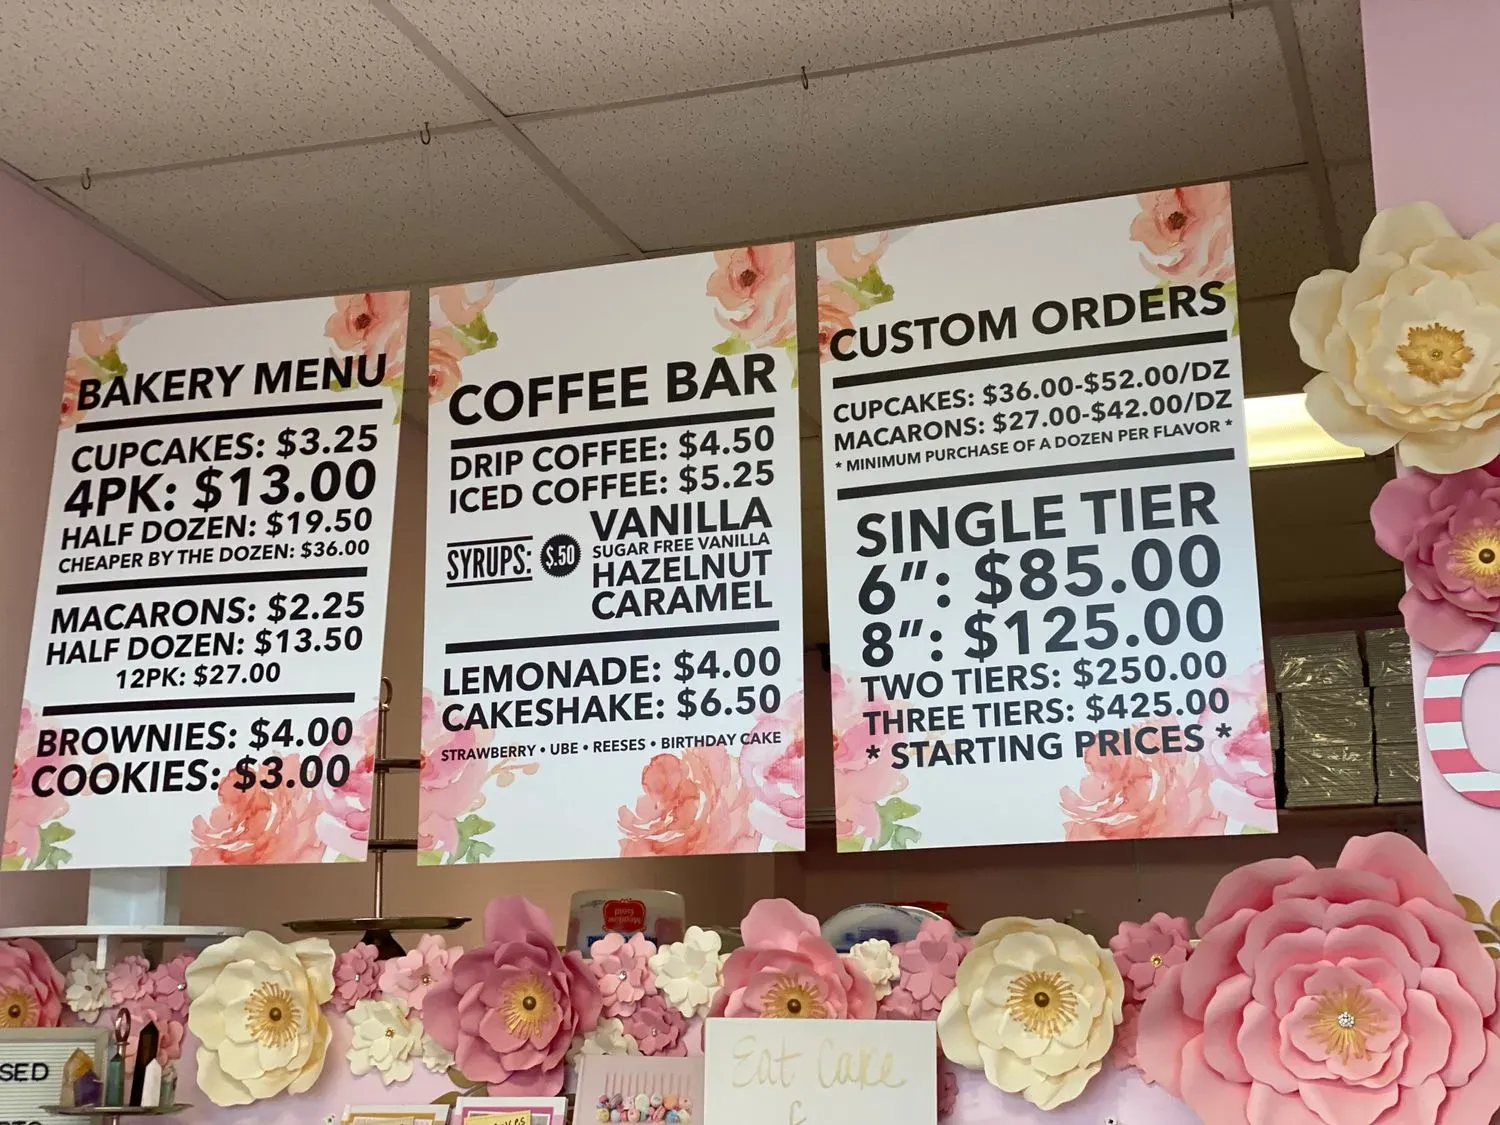 BAKERY MENU
CUPCAKES: $3.25
4PK: $13.00
HALF DOZEN: $19.50
CHEAPER BY THE DOZEN: $36.00
MACARONS: $2.25
HALF DOZEN: $13.50
12PK: $27.00
BROWNIES: $4.00
COOKIES: $3.00
COFFEE BAR
DRIP COFFEE: $4.50
ICED COFFEE: $5.25
SYRUPS: $.50
VANILLA
SUGAR FREE VANILLA
HAZELNUT
CARAMEL
LEMONADE: $4.00
CAKESHAKE: $6.50
STRAWBERRY • UBE • REESES • BIRTHDAY CAKE
CUSTOM ORDERS
CUPCAKES: $36.00-$52.00/DZ
MACARONS: $27.00-$42.00/DZ
* MINIMUM PURCHASE OF A DOZEN PER FLAVOR *
SINGLE TIER
6″: $85.00
8″: $125.00
TWO TIERS: $250.00
THREE TIERS: $425.00
* STARTING PRICES *
Eat Cake